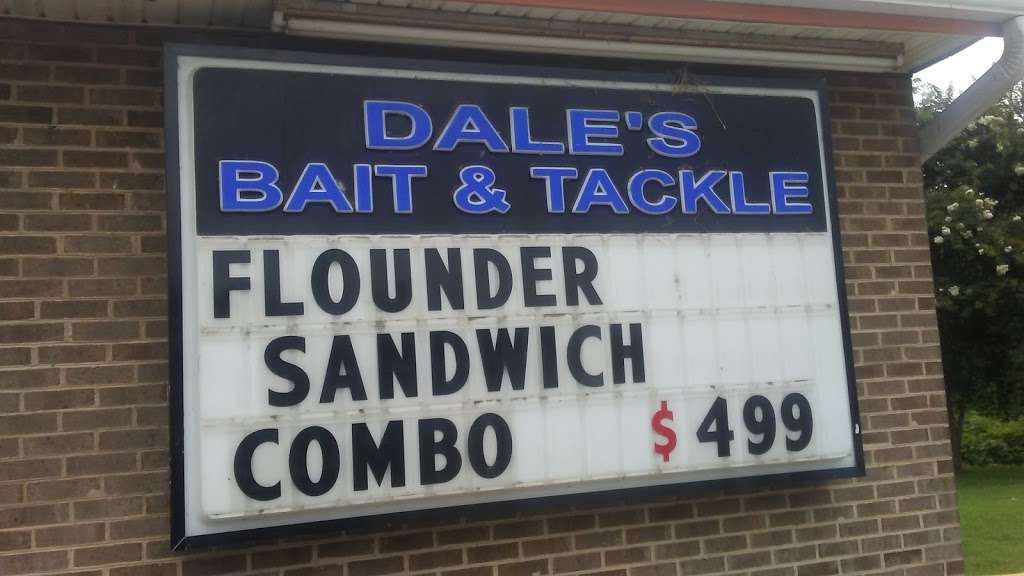 DALE'S
BAIT & TACKLE
FLOUNDER
SANDWICH
COMBO $499